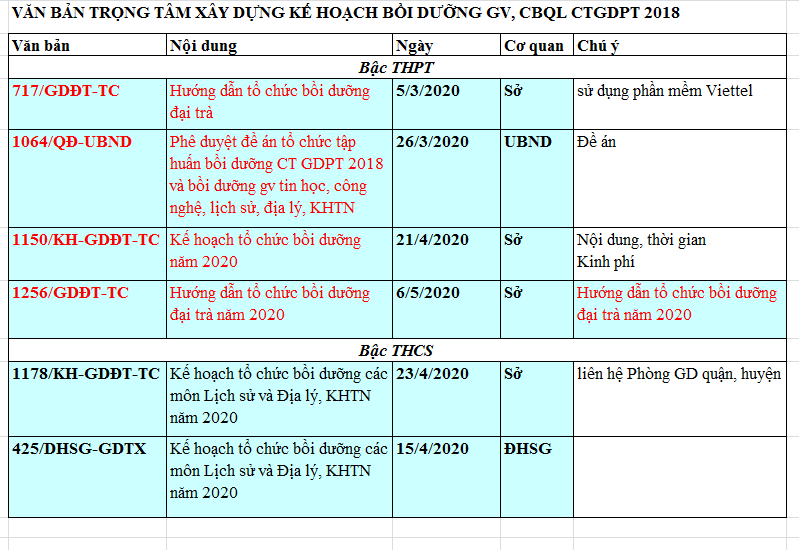 VĂN BẢN TRỌNG TÂM XÂY DỰNG KẾ HOẠCH BỒI DƯỠNG GV, CBQL CTGDPT 2018
Văn bản Nội dung Ngày Cơ quan Chú ý
Bậc THPT
717/GDĐT-TC Hướng dẫn tổ chức bồi dưỡng 5/3/2020 Sở sử dụng phần mềm Viettel
đại trà
1064/QĐ-UBND Phê duyệt đề án tổ chức tập 26/3/2020 UBND Đề án
huấn bồi dưỡng CT GDPT 2018
và bồi dưỡng gv tin học, công
nghệ, lịch sử, địa lý, KHTN
1150/KH-GDĐT-TC Kế hoạch tổ chức bồi dưỡng 21/4/2020 Sở Nội dung, thời gian
năm 2020 Kinh phí
1256/GDĐT-TC Hướng dẫn tổ chức bồi dưỡng 6/5/2020 Sở Hướng dẫn tổ chức bồi dưỡng
đại trà năm 2020 đại trà năm 2020
Bậc THCS
1178/KH-GDĐT-TC Kế hoạch tổ chức bồi dưỡng các 23/4/2020 Sở liên hệ Phòng GD quận, huyện
môn Lịch sử và Địa lý, KHTN
năm 2020
425/DHSG-GDTX Kế hoạch tổ chức bồi dưỡng các 15/4/2020 ĐHSG
môn Lịch sử và Địa lý, KHTN
năm 2020